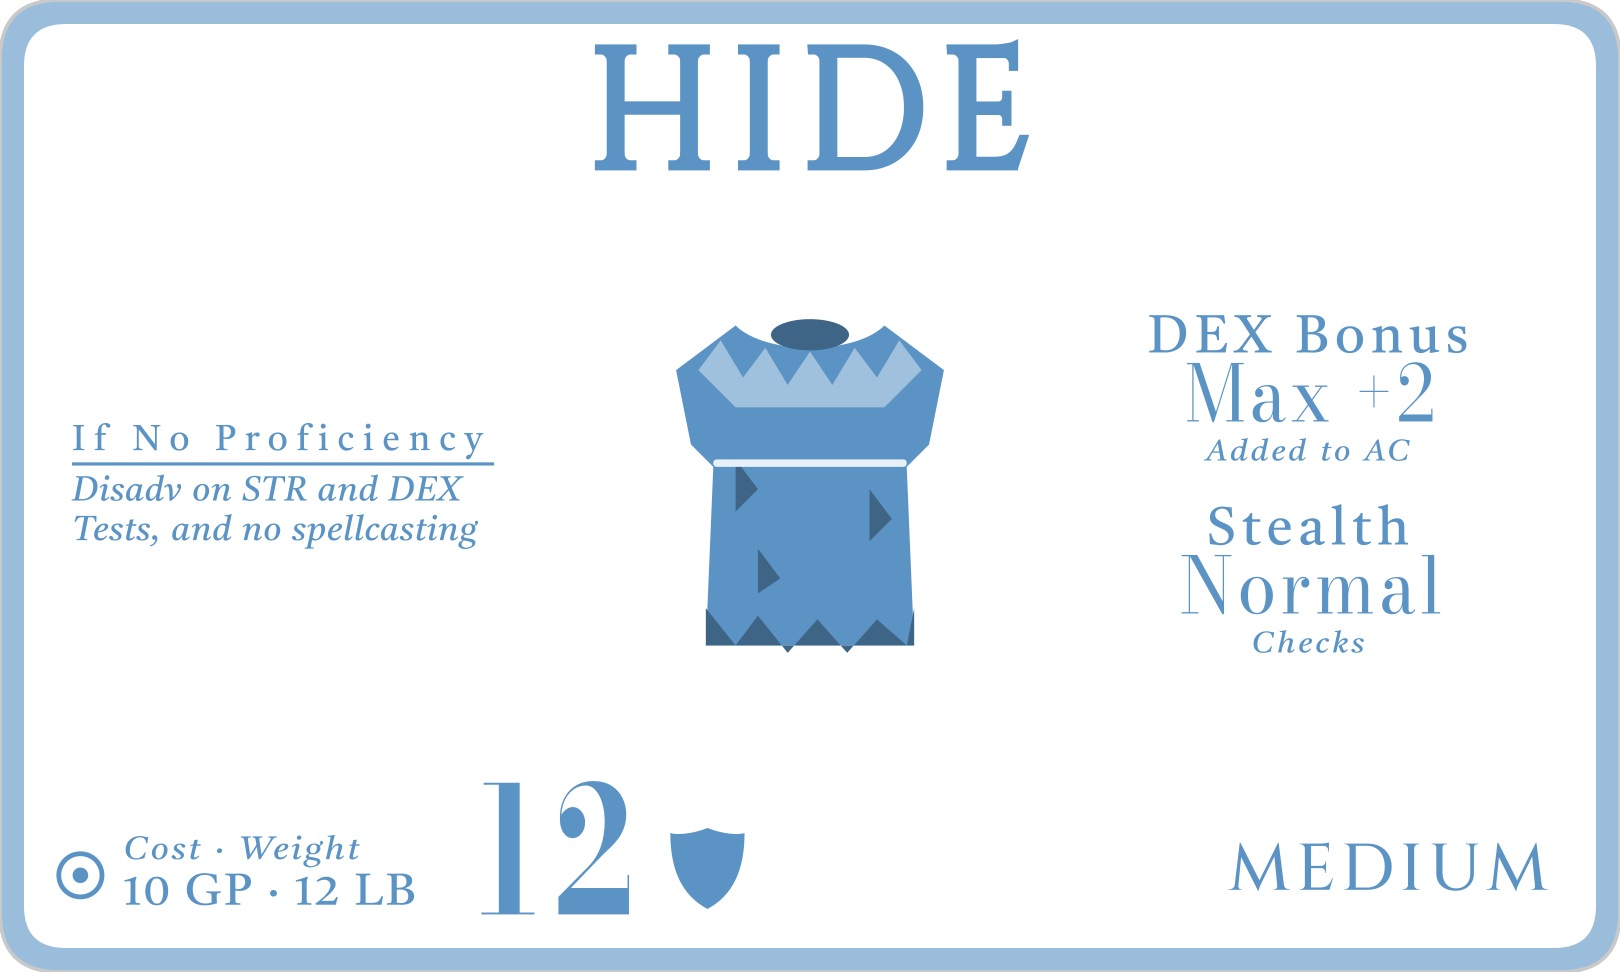 HIDE
If No Proficiency
Disadv on STR and DEX
Tests, and no spellcasting
DEX Bonus
Max +2
Added to AC
Stealth
Normal
Checks
Cost · Weight
10 GP · 12 LB
12
MEDIUM